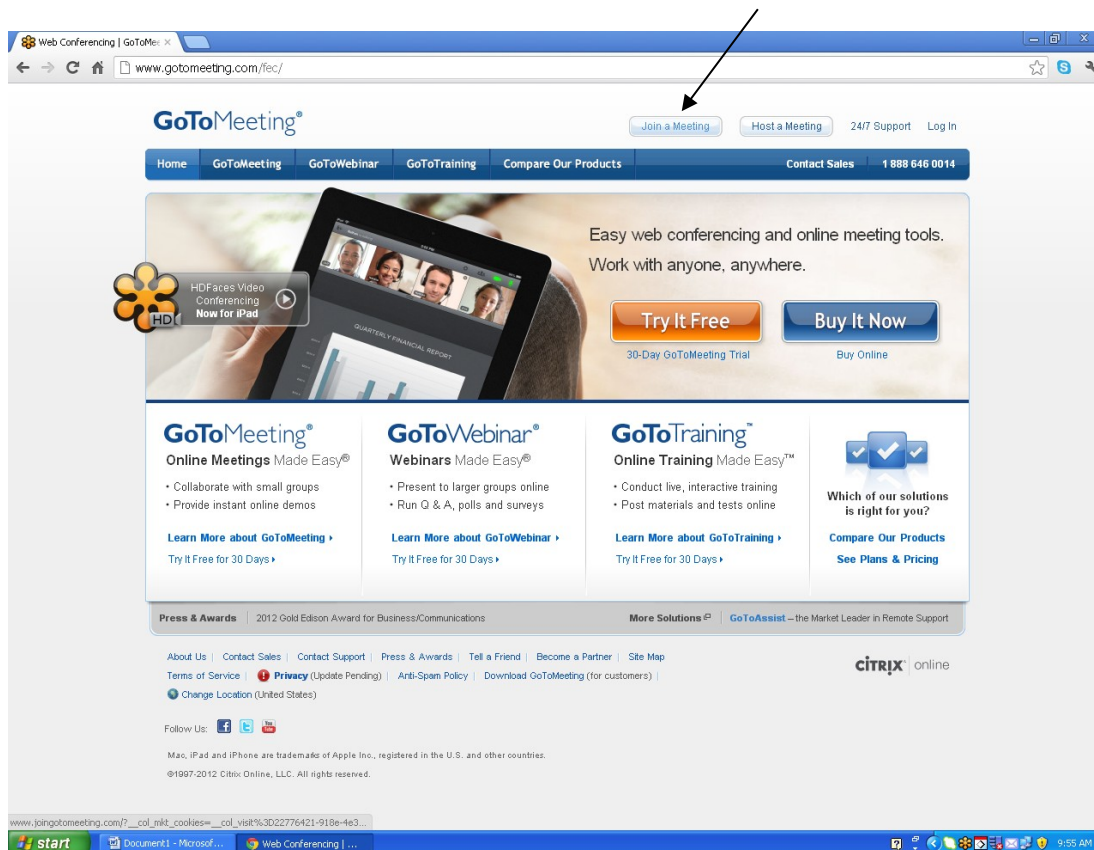 Web Conferencing | GoToMee
www.gotomeeting.com/fec/
GoToMeeting®
Join a Meeting Host a Meeting 24/7 Support Log In
Home GoToMeeting GoToWebinar GoToTraining Compare Our Products Contact Sales 1 888 646 0014
Easy web conferencing and online meeting tools.
Work with anyone, anywhere.
HDFaces Video
Conferencing
Now for iPad
HD
QUARTERLY FINANCIAL REPORT
Try It Free Buy It Now
30-Day GoToMeeting Trial Buy Online
GoToMeeting®
Online Meetings Made Easy®
• Collaborate with small groups
• Provide instant online demos
Learn More about GoToMeeting
Try It Free for 30 Days
GoToWebinar®
Webinars Made Easy®
• Present to larger groups online
• Run Q & A, polls and surveys
Learn More about GoToWebinar
Try It Free for 30 Days
GoToTraining™
Online Training Made Easy™
• Conduct live, interactive training
• Post materials and tests online
Learn More about GoToTraining
Try It Free for 30 Days
Which of our solutions
is right for you?
Compare Our Products
See Plans & Pricing
Press & Awards | 2012 Gold Edison Award for Business/Communications More Solutions | GoToAssist – the Market Leader in Remote Support
About Us | Contact Sales | Contact Support | Press & Awards | Tell a Friend | Become a Partner | Site Map
Terms of Service | Privacy (Update Pending) | Anti-Spam Policy | Download GoToMeeting (for customers) |
Change Location (United States)
CİTRIX® online
Follow Us:
You Tube
Mac, iPad and iPhone are trademarks of Apple Inc., registered in the U.S. and other countries.
©1997-2012 Citrix Online, LLC. All rights reserved.
www.joingotomeeting.com/?__col_mkt_cookies=__col_visit%3D22776421-918e-4e3...
start Document1 - Microsof... Web Conferencing | ... 9:55 AM